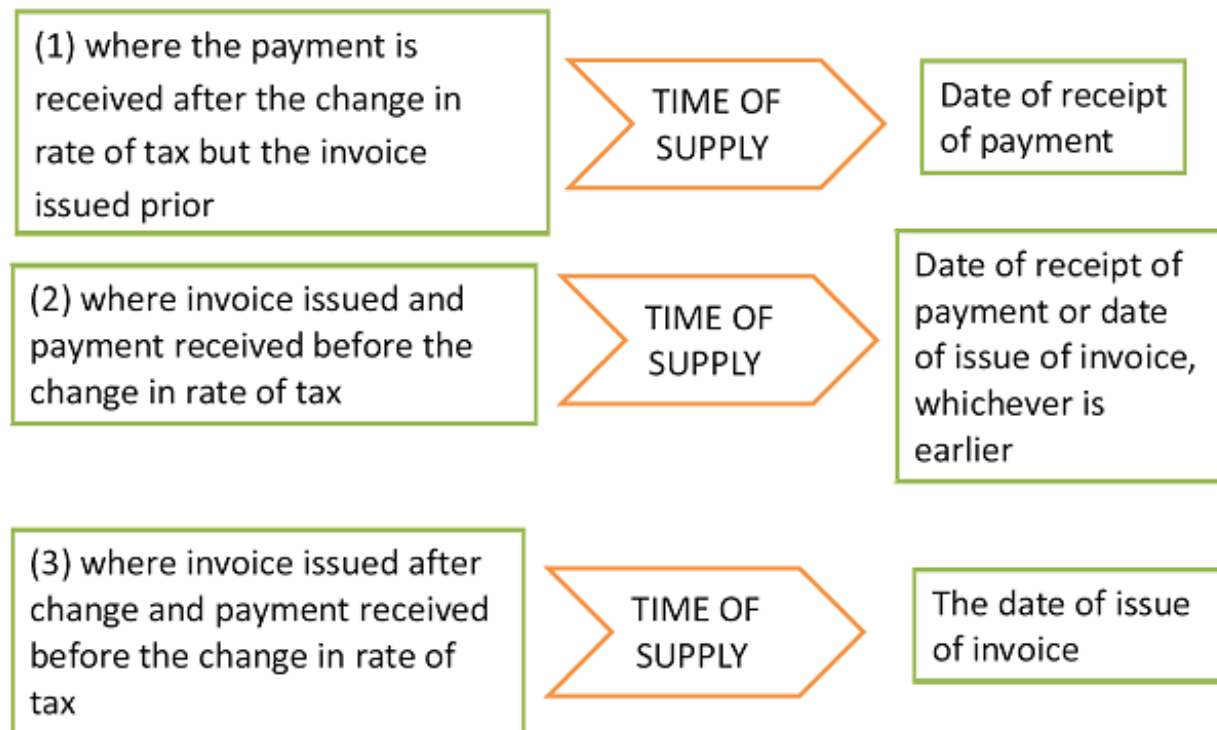 (1) where the payment is
received after the change in
rate of tax but the invoice
issued prior
TIME OF
SUPPLY
Date of receipt
of payment
(2) where invoice issued and
payment received before the
change in rate of tax
TIME OF
SUPPLY
Date of receipt of
payment or date
of issue of invoice,
whichever is
earlier
(3) where invoice issued after
change and payment received
before the change in rate of
tax
TIME OF
SUPPLY
The date of issue
of invoice